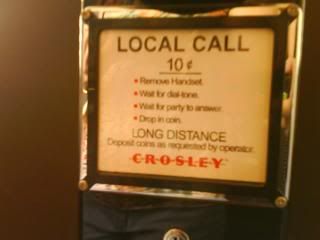 LOCAL CALL
10¢
• Remove Handset.
• Wait for dial-tone.
• Wait for party to answer.
• Drop in coin.
LONG DISTANCE
Deposit coins as requested by operator.
CROSLEY